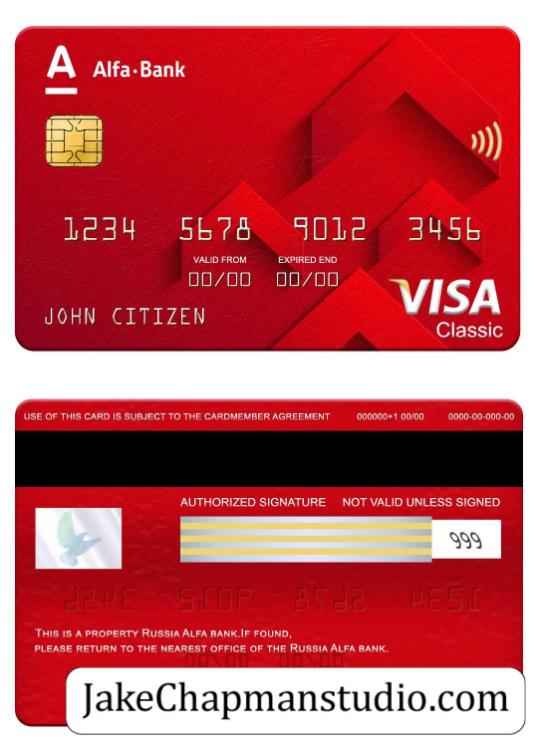 A Alfa·Bank
1234 5678 9012 3456
VALID FROM EXPIRED END
00/00 00/00
JOHN CITIZEN
VISA
Classic
USE OF THIS CARD IS SUBJECT TO THE CARDMEMBER AGREEMENT 000000+1 00/00 0000-00-000-00
AUTHORIZED SIGNATURE NOT VALID UNLESS SIGNED
999
THIS IS A PROPERTY RUSSIA ALFA BANK.IF FOUND,
PLEASE RETURN TO THE NEAREST OFFICE OF THE RUSSIA ALFA BANK.
JakeChapmanstudio.com